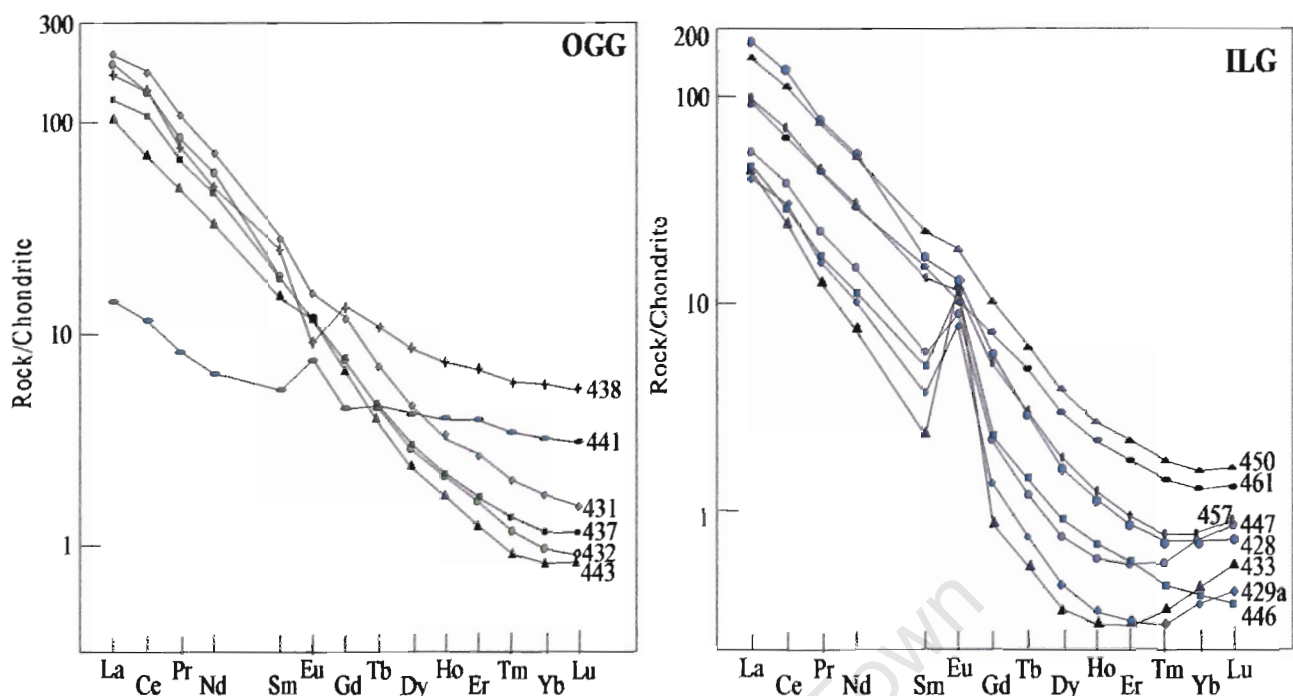 300
100
10
1
Rock/Chondrite
OGG
438
441
431
437
432
443
La Ce Pr Nd Sm Eu Gd Tb Dy Ho Er Tm Yb Lu
200
100
10
1
Rock/Chondrite
ILG
450
461
457
447
428
433
429a
446
La Ce Pr Nd Sm Eu Gd Tb Dy Ho Er Tm Yb Lu
Town